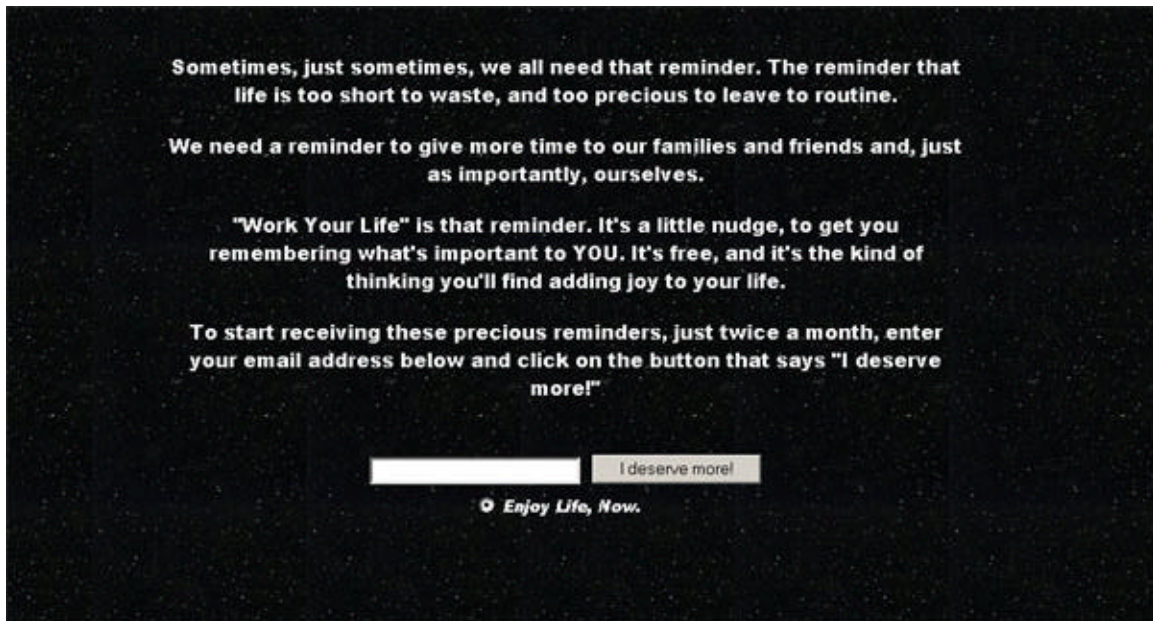 Sometimes, just sometimes, we all need that reminder. The reminder that
life is too short to waste, and too precious to leave to routine.
We need a reminder to give more time to our families and friends and, just
as importantly, ourselves.
"Work Your Life" is that reminder. It's a little nudge, to get you
remembering what's important to YOU. It's free, and it's the kind of
thinking you'll find adding joy to your life.
To start receiving these precious reminders, just twice a month, enter
your email address below and click on the button that says "I deserve
more!"
I deserve more!
Enjoy Life, Now.